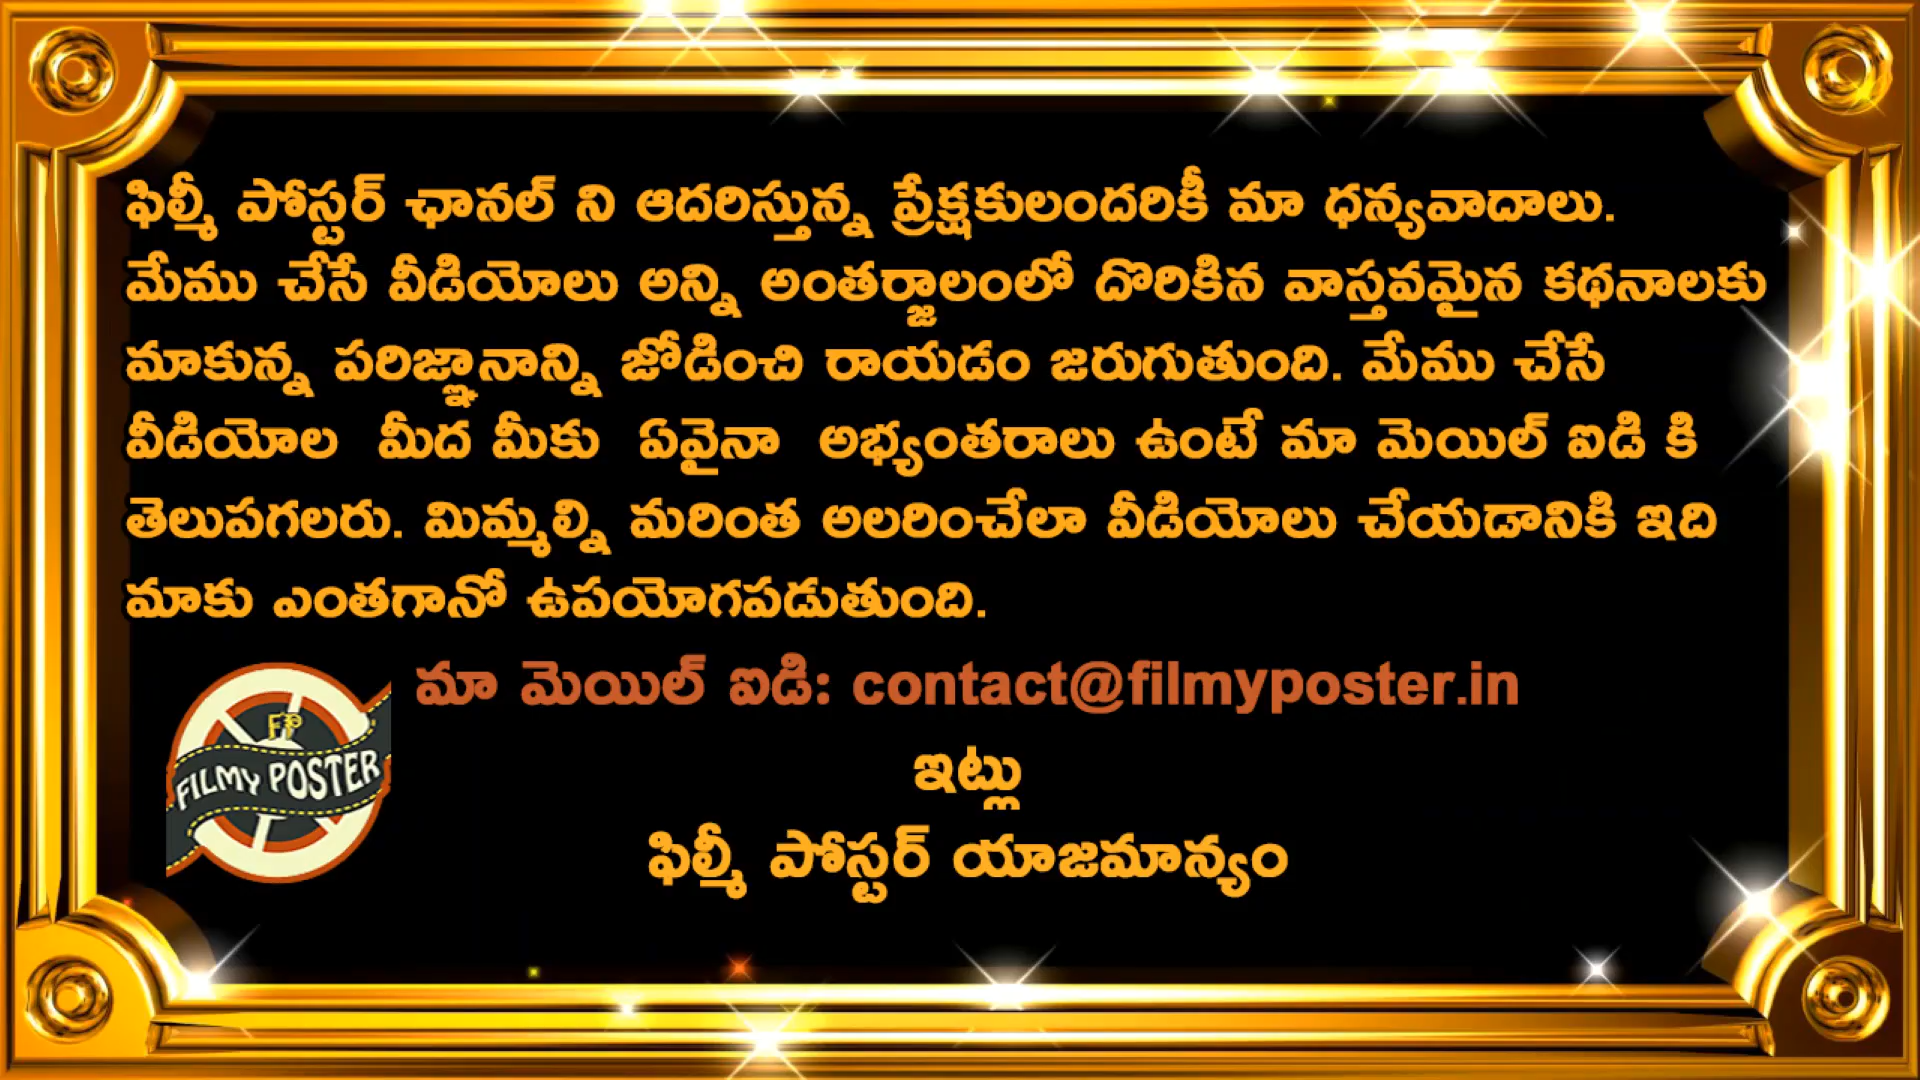 ఫిల్మీ పోస్టర్ ఛానల్ ని ఆదరిస్తున్న ప్రేక్షకులందరికీ మా ధన్యవాదాలు.
మేము చేసే వీడియోలు అన్ని అంతర్జాలంలో దొరికిన వాస్తవమైన కథనాలకు
మాకున్న పరిజ్ఞానాన్ని జోడించి రాయడం జరుగుతుంది. మేము చేసే
వీడియోల మీద మీకు ఏవైనా అభ్యంతరాలు ఉంటే మా మెయిల్ ఐడి కి
తెలుపగలరు. మిమ్మల్ని మరింత అలరించేలా వీడియోలు చేయడానికి ఇది
మాకు ఎంతగానో ఉపయోగపడుతుంది.
మా మెయిల్ ఐడి: contact@filmyposter.in
FP
FILMY POSTER
ఇట్లు
ఫిల్మీ పోస్టర్ యాజమాన్యం